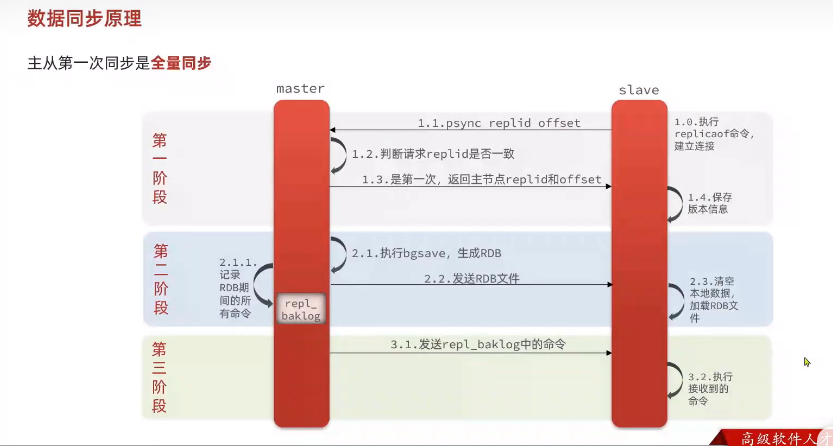 数据同步原理
主从第一次同步是全量同步
master
slave
第
一
阶
段
1.1.psync replid offset
1.0.执行
replicaof命令，
建立连接
1.2.判断请求replid是否一致
1.3.是第一次，返回主节点replid和offset
1.4.保存
版本信息
第
二
阶
段
2.1.执行bgsave，生成RDB
2.1.1.
记录
RDB期
间的所
有命令
repl_
baklog
2.2.发送RDB文件
2.3.清空
本地数据，
加载RDB文
件
第
三
阶
段
3.1.发送repl_baklog中的命令
3.2.执行
接收到的
命令
高级软件人